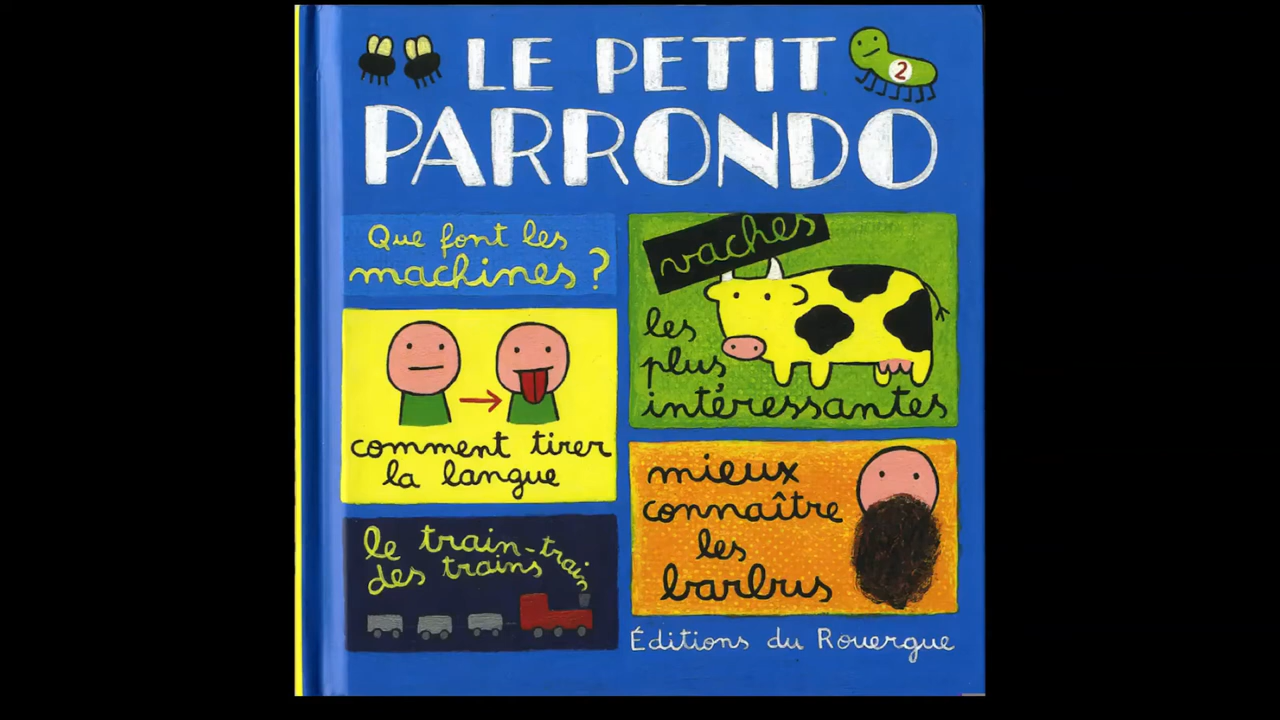 LE PETIT
2
PARRONDO
Que font les
machines ?
comment tirer
la langue
le train-train
des trains
vaches
les
plus
intéressantes
mieux
connaître
les
barbus
Éditions du Rouergue